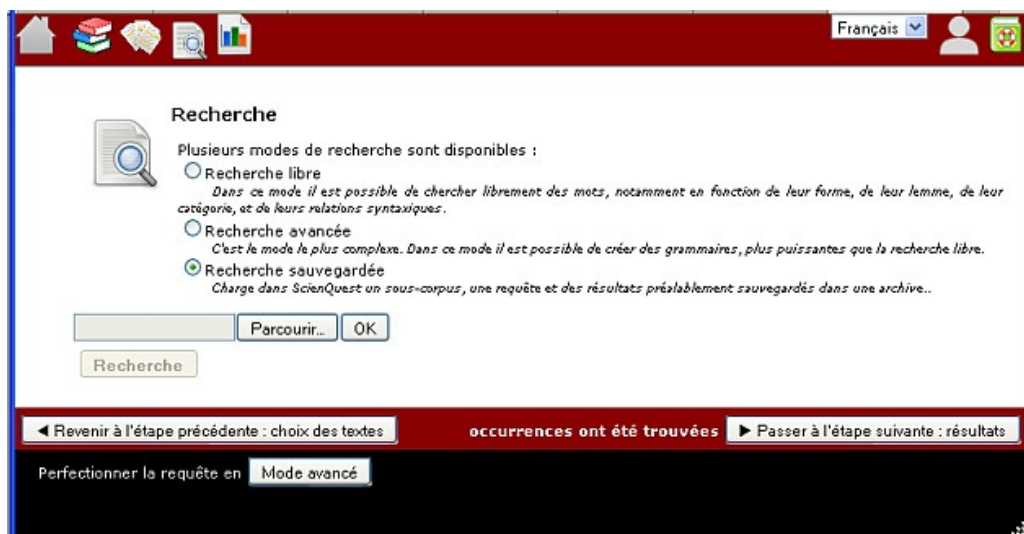 Français
Recherche
Plusieurs modes de recherche sont disponibles :
Recherche libre
Dans ce mode il est possible de chercher librement des mots, notamment en fonction de leur forme, de leur lemme, de leur
catégorie, et de leurs relations syntaxiques.
Recherche avancée
C'est le mode le plus complexe. Dans ce mode il est possible de créer des grammaires, plus puissantes que la recherche libre.
Recherche sauvegardée
Charge dans ScienQuest un sous-corpus, une requête et des résultats préalablement sauvegardés dans une archive..
Parcourir... OK
Recherche
◄ Revenir à l'étape précédente : choix des textes occurrences ont été trouvées ► Passer à l'étape suivante : résultats
Perfectionner la requête en Mode avancé